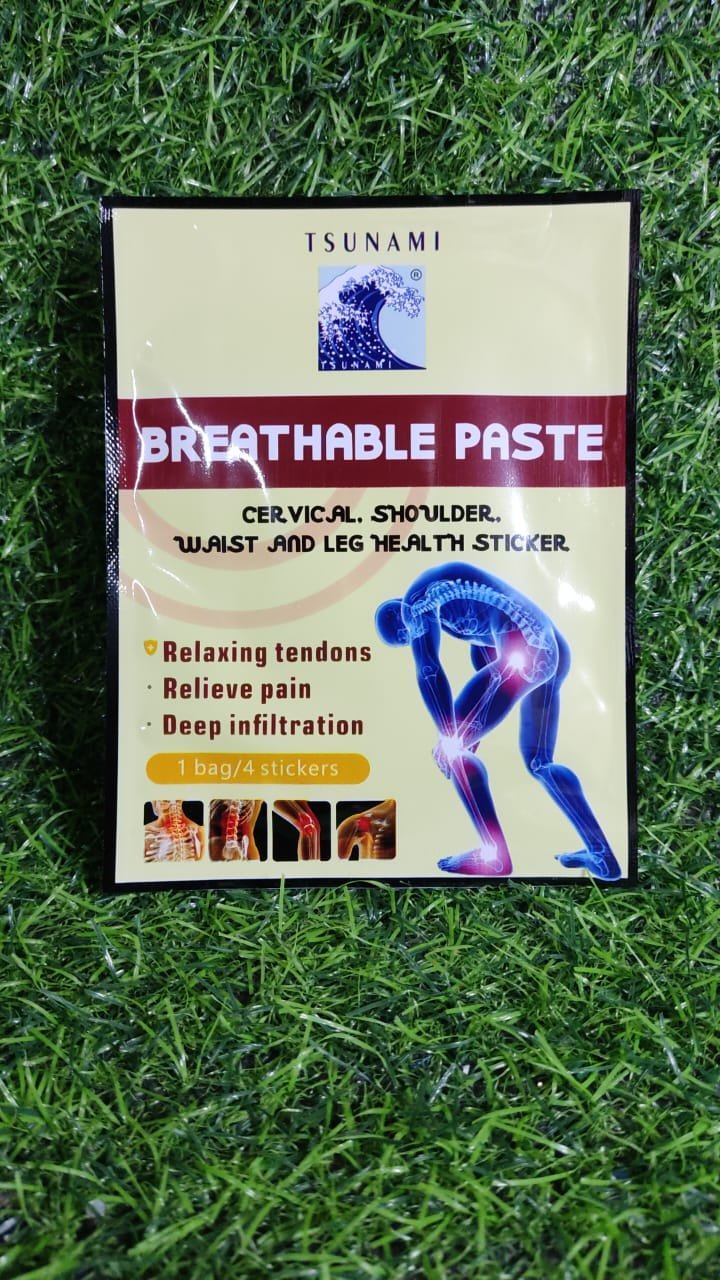 TSUNAMI
®
TSUNAMI
BREATHABLE PASTE
CERVICAL, SHOULDER,
WAIST AND LEG HEALTH STICKER
Relaxing tendons
· Relieve pain
· Deep infiltration
1 bag/4 stickers